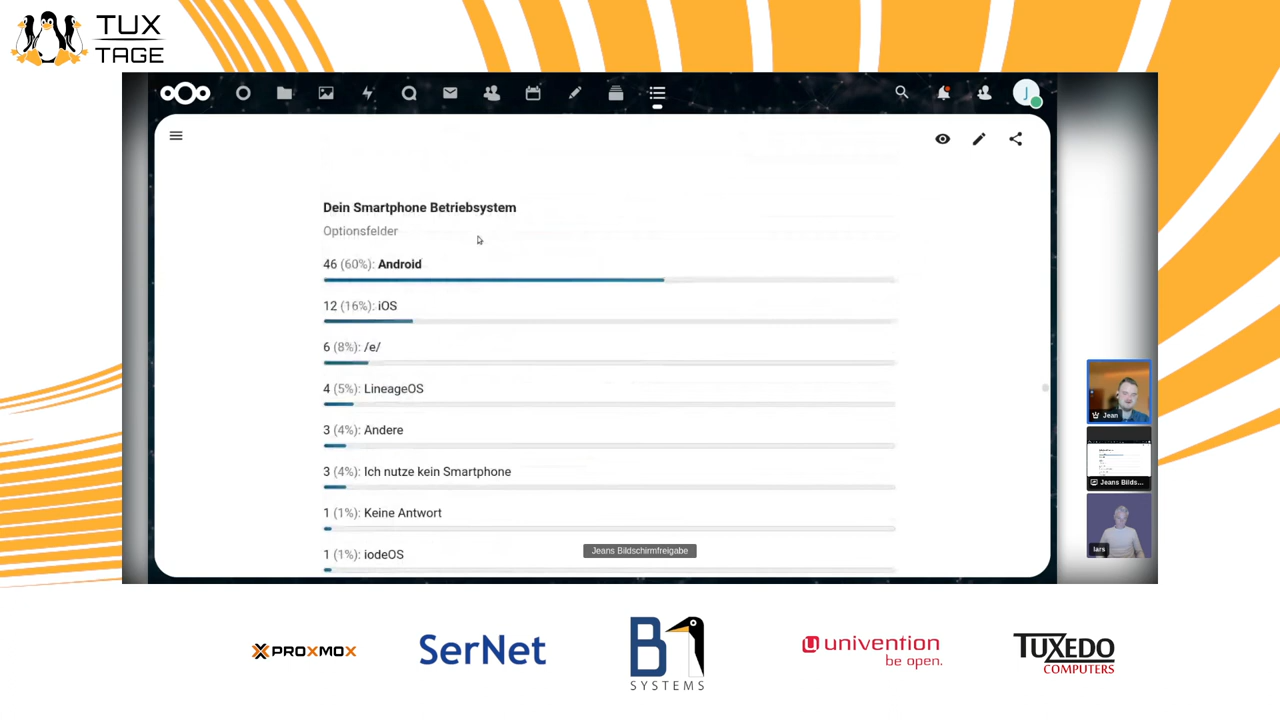 TUX
TAGE
J
Dein Smartphone Betriebsystem
Optionsfelder
46 (60%): Android
12 (16%): iOS
6 (8%): /e/
4 (5%): LineageOS
3 (4%): Andere
3 (4%): Ich nutze kein Smartphone
1 (1%): Keine Antwort
1 (1%): iodeOS
Jeans Bildschirmfreigabe
Jean
Jeans Bilds...
lars
PROXMOX
SerNet
B1
SYSTEMS
univention
be open.
TUXEDO
COMPUTERS